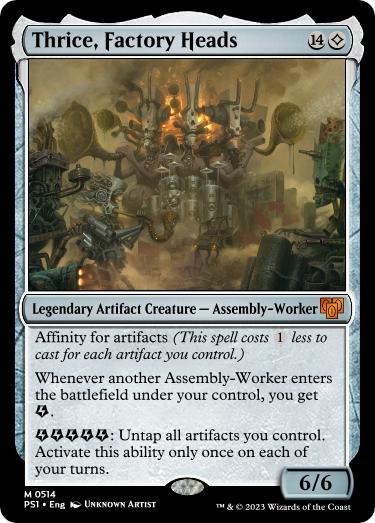 Thrice, Factory Heads 14
Legendary Artifact Creature — Assembly-Worker
Affinity for artifacts (This spell costs 1 less to
cast for each artifact you control.)
Whenever another Assembly-Worker enters
the battlefield under your control, you get
.
: Untap all artifacts you control.
Activate this ability only once on each of
your turns.
6/6
M 0514
PS1 • Eng Unknown Artist
™ & © 2023 Wizards of the Coast